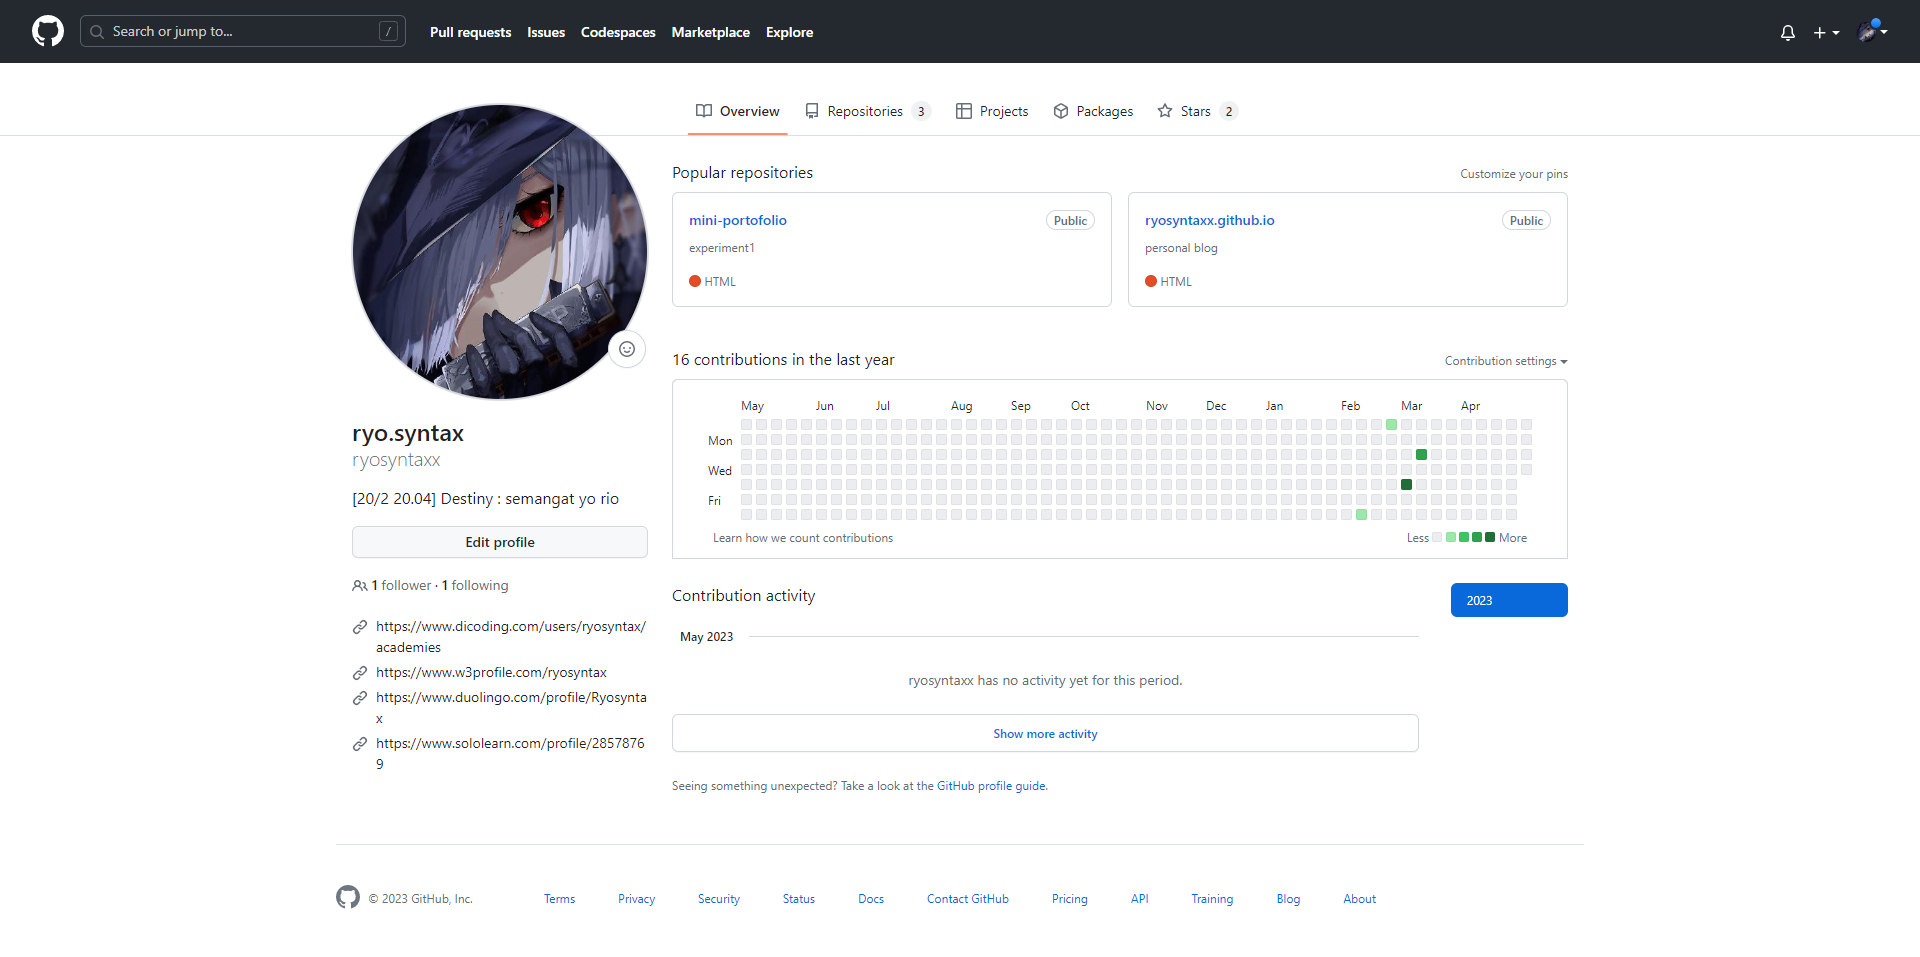 Search or jump to... /
Pull requests Issues Codespaces Marketplace Explore
Overview Repositories 3 Projects Packages Stars 2
ryo.syntax
ryosyntaxx
[20/2 20.04] Destiny : semangat yo rio
Edit profile
1 follower · 1 following
https://www.dicoding.com/users/ryosyntax/
academies
https://www.w3profile.com/ryosyntax
https://www.duolingo.com/profile/Ryosynta
x
https://www.sololearn.com/profile/2857876
9
Popular repositories Customize your pins
mini-portofolio Public
experiment1
HTML
ryosyntaxx.github.io Public
personal blog
HTML
16 contributions in the last year Contribution settings
May Jun Jul Aug Sep Oct Nov Dec Jan Feb Mar Apr
Mon
Wed
Fri
Learn how we count contributions Less More
Contribution activity 2023
May 2023
ryosyntaxx has no activity yet for this period.
Show more activity
Seeing something unexpected? Take a look at the GitHub profile guide.
© 2023 GitHub, Inc. Terms Privacy Security Status Docs Contact GitHub Pricing API Training Blog About